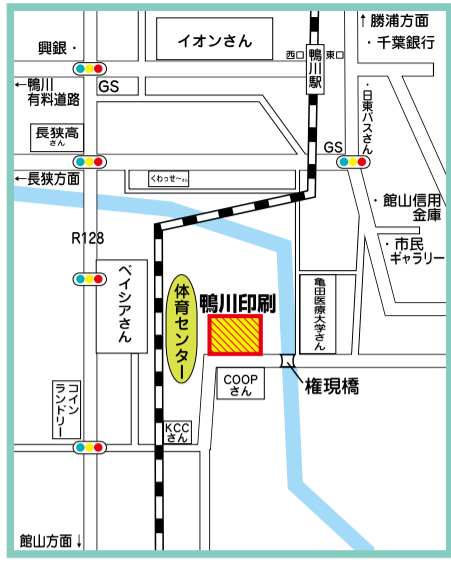 ↑勝浦方面
・千葉銀行
イオンさん
興銀・
西口
鴨川駅
東口
←鴨川
有料道路
GS
・日東バスさん
長狭高
さん
GS
←長狭方面
くわっせ〜さん
・館山信用
金庫
R128
・市民
ギャラリー
ベイシアさん
体育センター
鴨川印刷
亀田医療大学さん
COOP
さん
権現橋
コイン
ランドリー
KCC
さん
館山方面↓